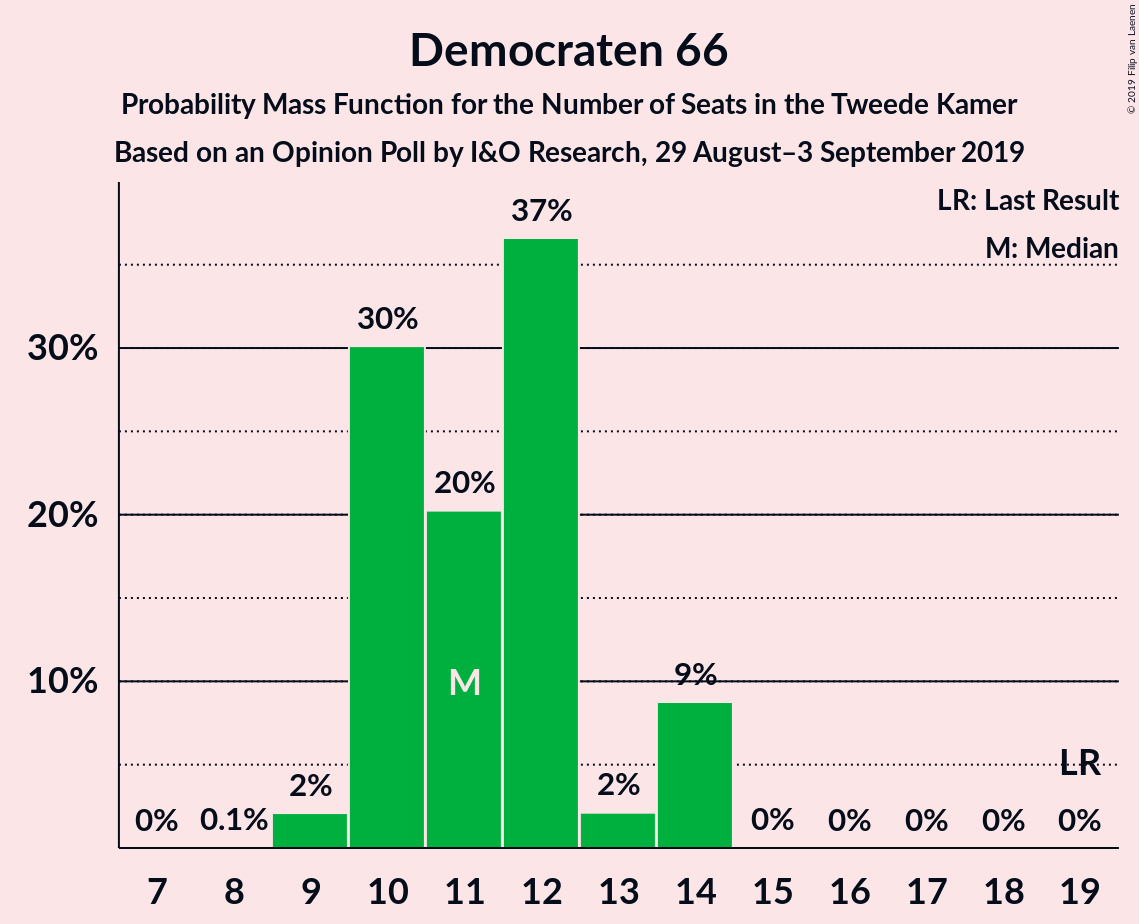 Democraten 66
Probability Mass Function for the Number of Seats in the Tweede Kamer
Based on an Opinion Poll by I&O Research, 29 August–3 September 2019
© 2019 Filip van Laenen
LR: Last Result
M: Median
37%
30%
30%
20%
20%
10%
M
9%
LR
0%
0.1%
2%
2%
0%
0%
0%
0%
0%
7 8 9 10 11 12 13 14 15 16 17 18 19